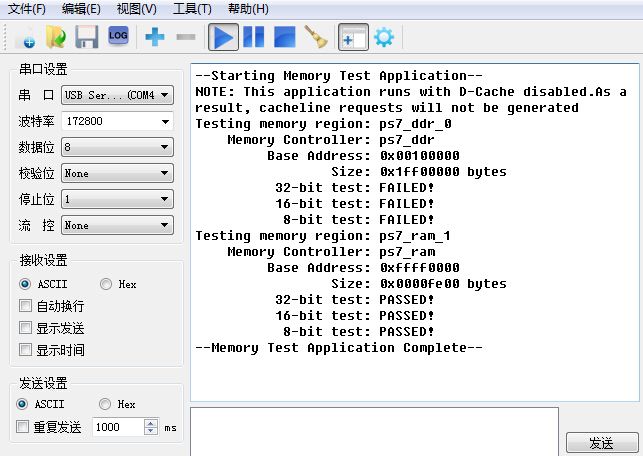 文件(F) 编辑(E) 视图(V) 工具(T) 帮助(H)
LOG
串口设置
串 口 USB Ser...(COM4
波特率 172800
数据位 8
校验位 None
停止位 1
流 控 None
接收设置
ASCII Hex
自动换行
显示发送
显示时间
发送设置
ASCII Hex
重复发送 1000 ms
--Starting Memory Test Application--
NOTE: This application runs with D-Cache disabled.As a
result, cacheline requests will not be generated
Testing memory region: ps7_ddr_0
Memory Controller: ps7_ddr
Base Address: 0x00100000
Size: 0x1ff00000 bytes
32-bit test: FAILED!
16-bit test: FAILED!
8-bit test: FAILED!
Testing memory region: ps7_ram_1
Memory Controller: ps7_ram
Base Address: 0xffff0000
Size: 0x0000fe00 bytes
32-bit test: PASSED!
16-bit test: PASSED!
8-bit test: PASSED!
--Memory Test Application Complete--
发送